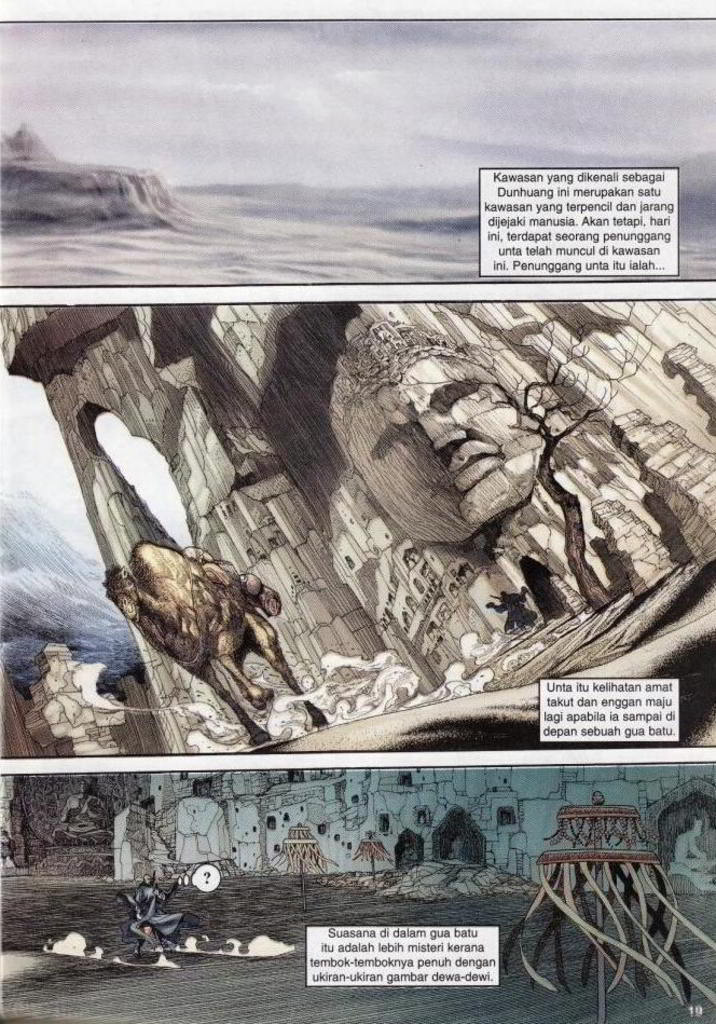 Kawasan yang dikenali sebagai
Dunhuang ini merupakan satu
kawasan yang terpencil dan jarang
dijejaki manusia. Akan tetapi, hari
ini, terdapat seorang penunggang
unta telah muncul di kawasan
ini. Penunggang unta itu ialah...
Unta itu kelihatan amat
takut dan enggan maju
lagi apabila ia sampai di
depan sebuah gua batu.
?
Suasana di dalam gua batu
itu adalah lebih misteri kerana
tembok-temboknya penuh dengan
ukiran-ukiran gambar dewa-dewi.
19